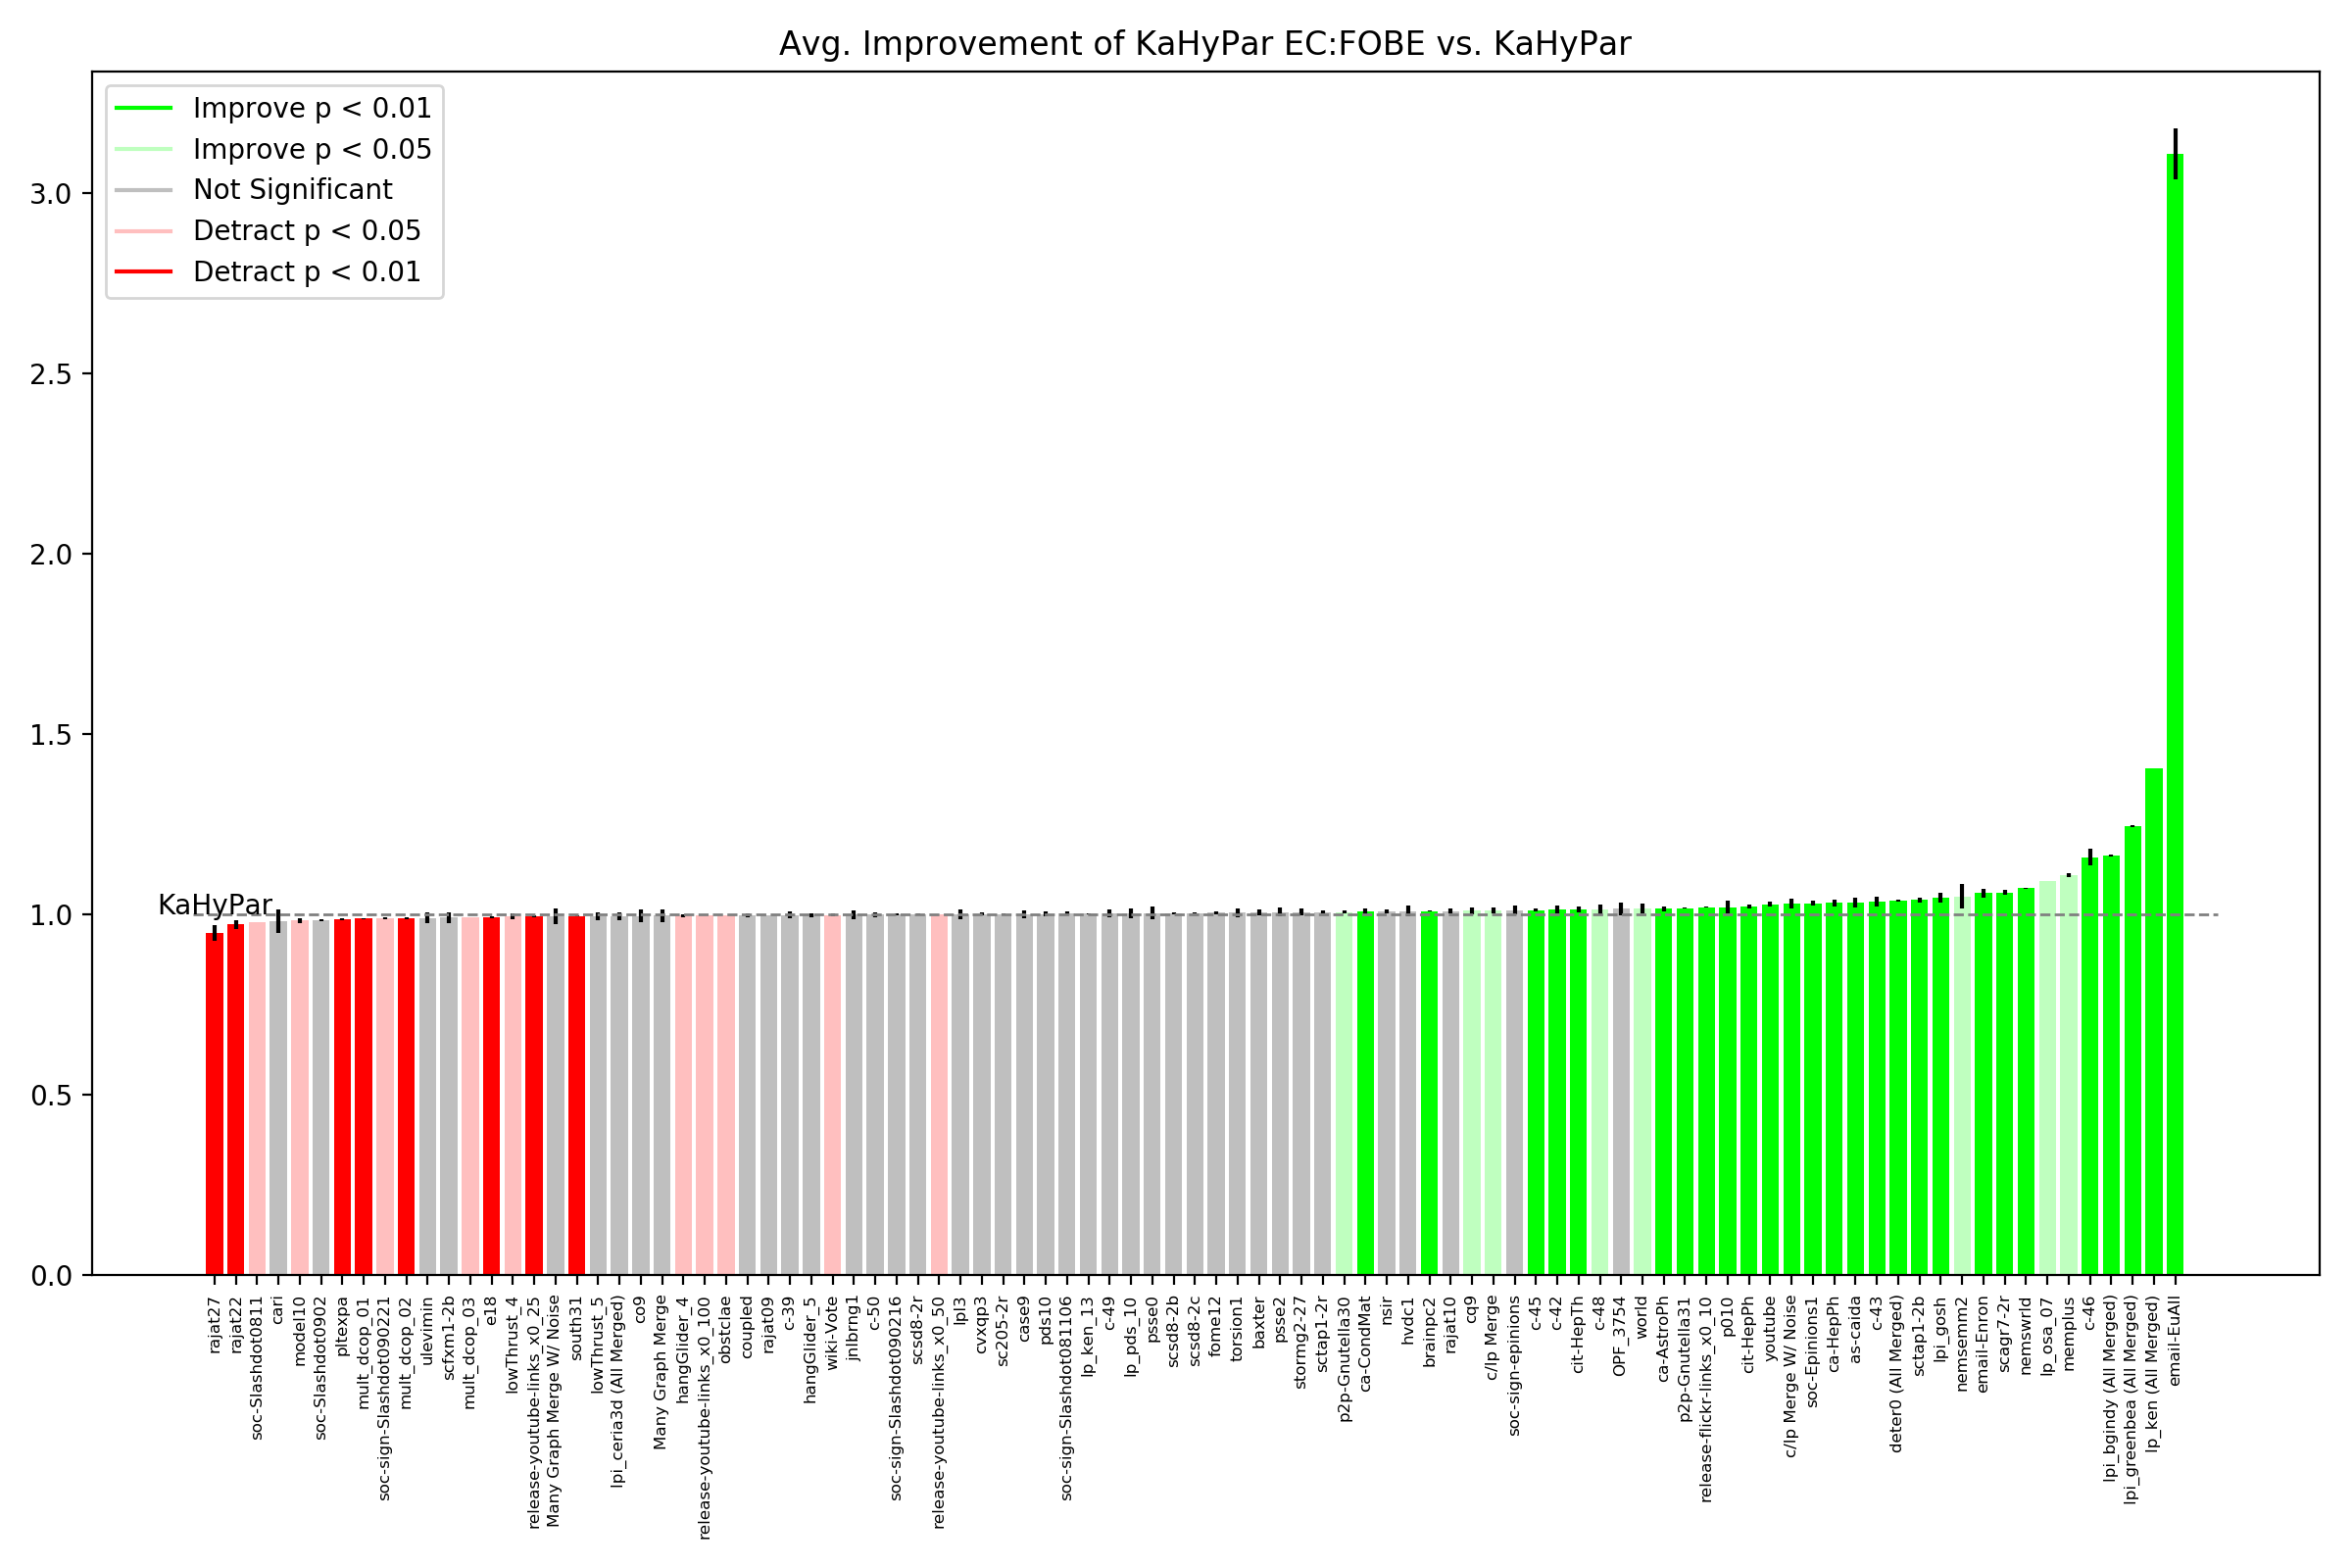 Avg. Improvement of KaHyPar EC:FOBE vs. KaHyPar
Improve p < 0.01
Improve p < 0.05
Not Significant
Detract p < 0.05
Detract p < 0.01
3.0
2.5
2.0
1.5
1.0
0.5
0.0
KaHyPar
rajat27
rajat22
soc-Slashdot0811
cari
model10
soc-Slashdot0902
pltexpa
mult_dcop_01
soc-sign-Slashdot090221
mult_dcop_02
ulevimin
scfxm1-2b
mult_dcop_03
e18
lowThrust_4
release-youtube-links_x0_25
Many Graph Merge W/ Noise
south31
lowThrust_5
lpi_ceria3d (All Merged)
co9
Many Graph Merge
hangGlider_4
release-youtube-links_x0_100
obstclae
coupled
rajat09
c-39
hangGlider_5
wiki-Vote
jnlbrng1
c-50
soc-sign-Slashdot090216
scsd8-2r
release-youtube-links_x0_50
lpl3
cvxqp3
sc205-2r
case9
pds10
soc-sign-Slashdot081106
lp_ken_13
c-49
lp_pds_10
psse0
scsd8-2b
scsd8-2c
fome12
torsion1
baxter
psse2
stormg2-27
sctap1-2r
p2p-Gnutella30
ca-CondMat
nsir
hvdc1
brainpc2
rajat10
cq9
c/lp Merge
soc-sign-epinions
c-45
c-42
cit-HepTh
c-48
OPF_3754
world
ca-AstroPh
p2p-Gnutella31
release-flickr-links_x0_10
p010
cit-HepPh
youtube
c/lp Merge W/ Noise
soc-Epinions1
ca-HepPh
as-caida
c-43
deter0 (All Merged)
sctap1-2b
lpi_gosh
nemsemm2
email-Enron
scagr7-2r
nemswrld
lp_osa_07
memplus
c-46
lpi_bgindy (All Merged)
lpi_greenbea (All Merged)
lp_ken (All Merged)
email-EuAll